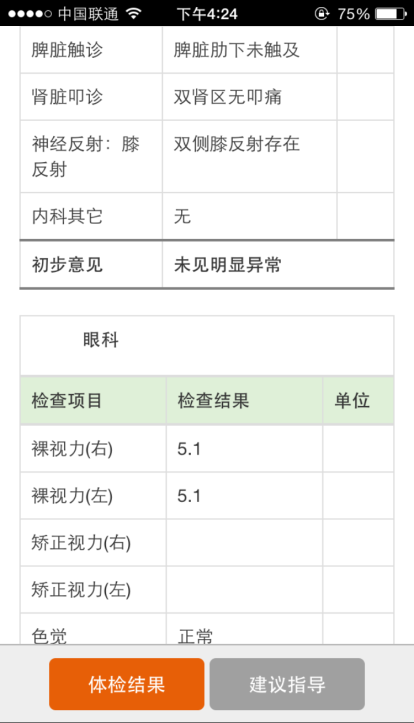 中国联通 下午4:24 75%
脾脏触诊 脾脏肋下未触及
肾脏叩诊 双肾区无叩痛
神经反射：膝 双侧膝反射存在
反射
内科其它 无
初步意见 未见明显异常
眼科
检查项目 检查结果 单位
裸视力(右) 5.1
裸视力(左) 5.1
矫正视力(右)
矫正视力(左)
色觉 正常
体检结果 建议指导